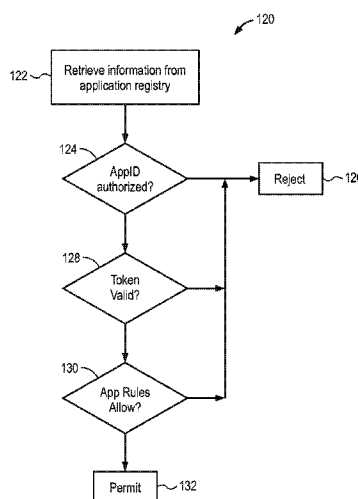 120
122
Retrieve information from
application registry
124
AppID
authorized?
Reject
128
Token
Valid?
130
App Rules
Allow?
Permit
132